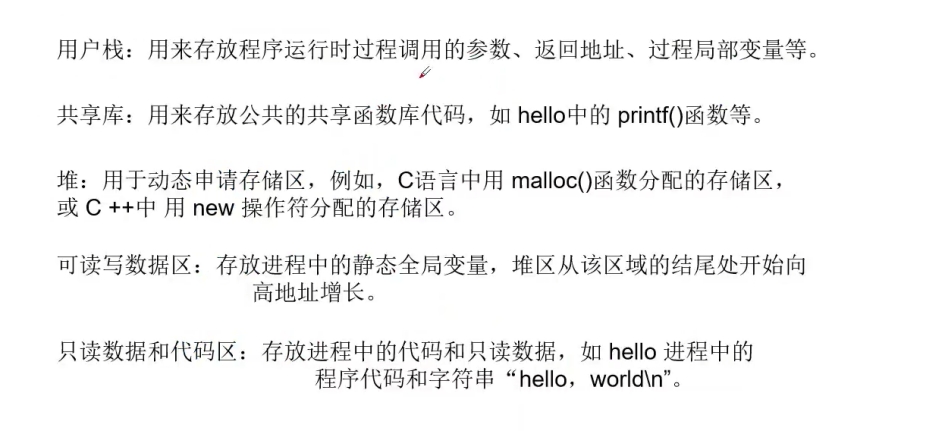 用户栈：用来存放程序运行时过程调用的参数、返回地址、过程局部变量等。
共享库：用来存放公共的共享函数库代码，如 hello中的 printf()函数等。
堆：用于动态申请存储区，例如，C语言中用 malloc()函数分配的存储区，
或 C ++中 用 new 操作符分配的存储区。
可读写数据区：存放进程中的静态全局变量，堆区从该区域的结尾处开始向
高地址增长。
只读数据和代码区：存放进程中的代码和只读数据，如 hello 进程中的
程序代码和字符串“hello，world\n”。